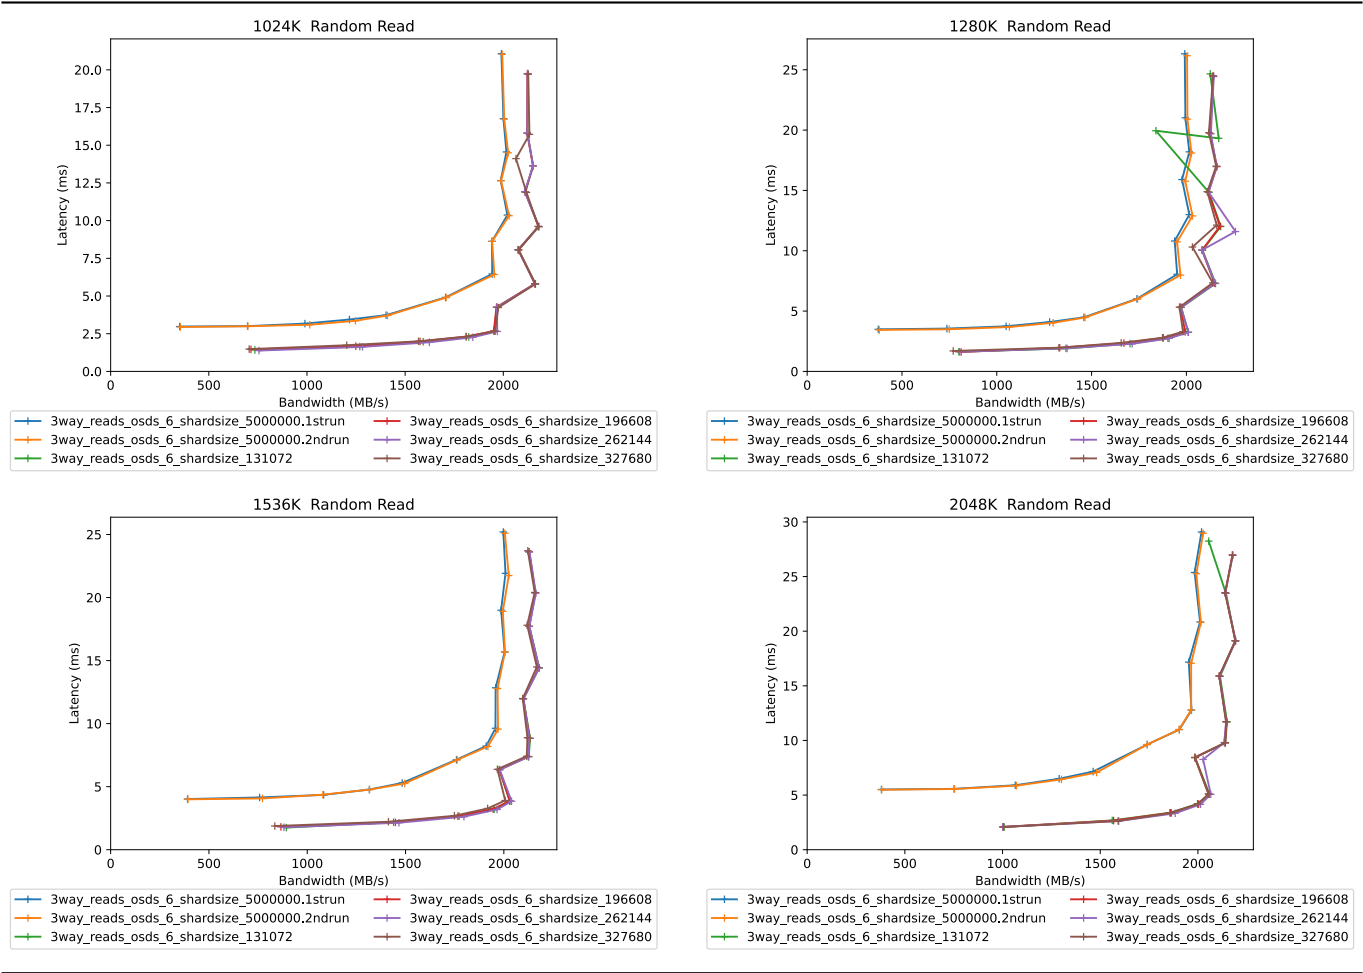 1024K  Random Read
20.0
17.5
15.0
12.5
10.0
7.5
5.0
2.5
0.0
Latency (ms)
0 500 1000 1500 2000
Bandwidth (MB/s)
3way_reads_osds_6_shardsize_5000000.1strun
3way_reads_osds_6_shardsize_5000000.2ndrun
3way_reads_osds_6_shardsize_131072
3way_reads_osds_6_shardsize_196608
3way_reads_osds_6_shardsize_262144
3way_reads_osds_6_shardsize_327680
1280K  Random Read
25
20
15
10
5
0
Latency (ms)
0 500 1000 1500 2000
Bandwidth (MB/s)
3way_reads_osds_6_shardsize_5000000.1strun
3way_reads_osds_6_shardsize_5000000.2ndrun
3way_reads_osds_6_shardsize_131072
3way_reads_osds_6_shardsize_196608
3way_reads_osds_6_shardsize_262144
3way_reads_osds_6_shardsize_327680
1536K  Random Read
25
20
15
10
5
0
Latency (ms)
0 500 1000 1500 2000
Bandwidth (MB/s)
3way_reads_osds_6_shardsize_5000000.1strun
3way_reads_osds_6_shardsize_5000000.2ndrun
3way_reads_osds_6_shardsize_131072
3way_reads_osds_6_shardsize_196608
3way_reads_osds_6_shardsize_262144
3way_reads_osds_6_shardsize_327680
2048K  Random Read
30
25
20
15
10
5
0
Latency (ms)
0 500 1000 1500 2000
Bandwidth (MB/s)
3way_reads_osds_6_shardsize_5000000.1strun
3way_reads_osds_6_shardsize_5000000.2ndrun
3way_reads_osds_6_shardsize_131072
3way_reads_osds_6_shardsize_196608
3way_reads_osds_6_shardsize_262144
3way_reads_osds_6_shardsize_327680